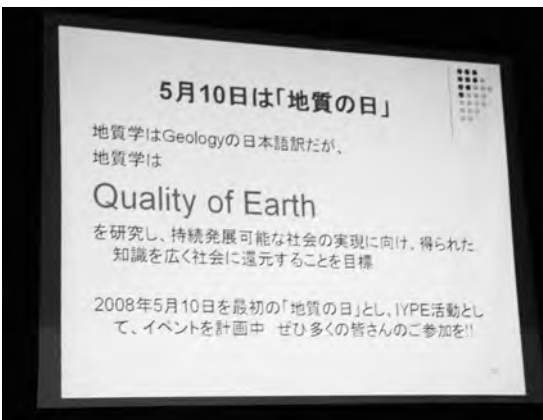 5月10日は「地質の日」
地質学はGeologyの日本語訳だが、
地質学は
Quality of Earth
を研究し、持続発展可能な社会の実現に向け、得られた
知識を広く社会に還元することを目標
2008年5月10日を最初の「地質の日」とし、IYPE活動とし
て、イベントを計画中 ぜひ多くの皆さんのご参加を!!